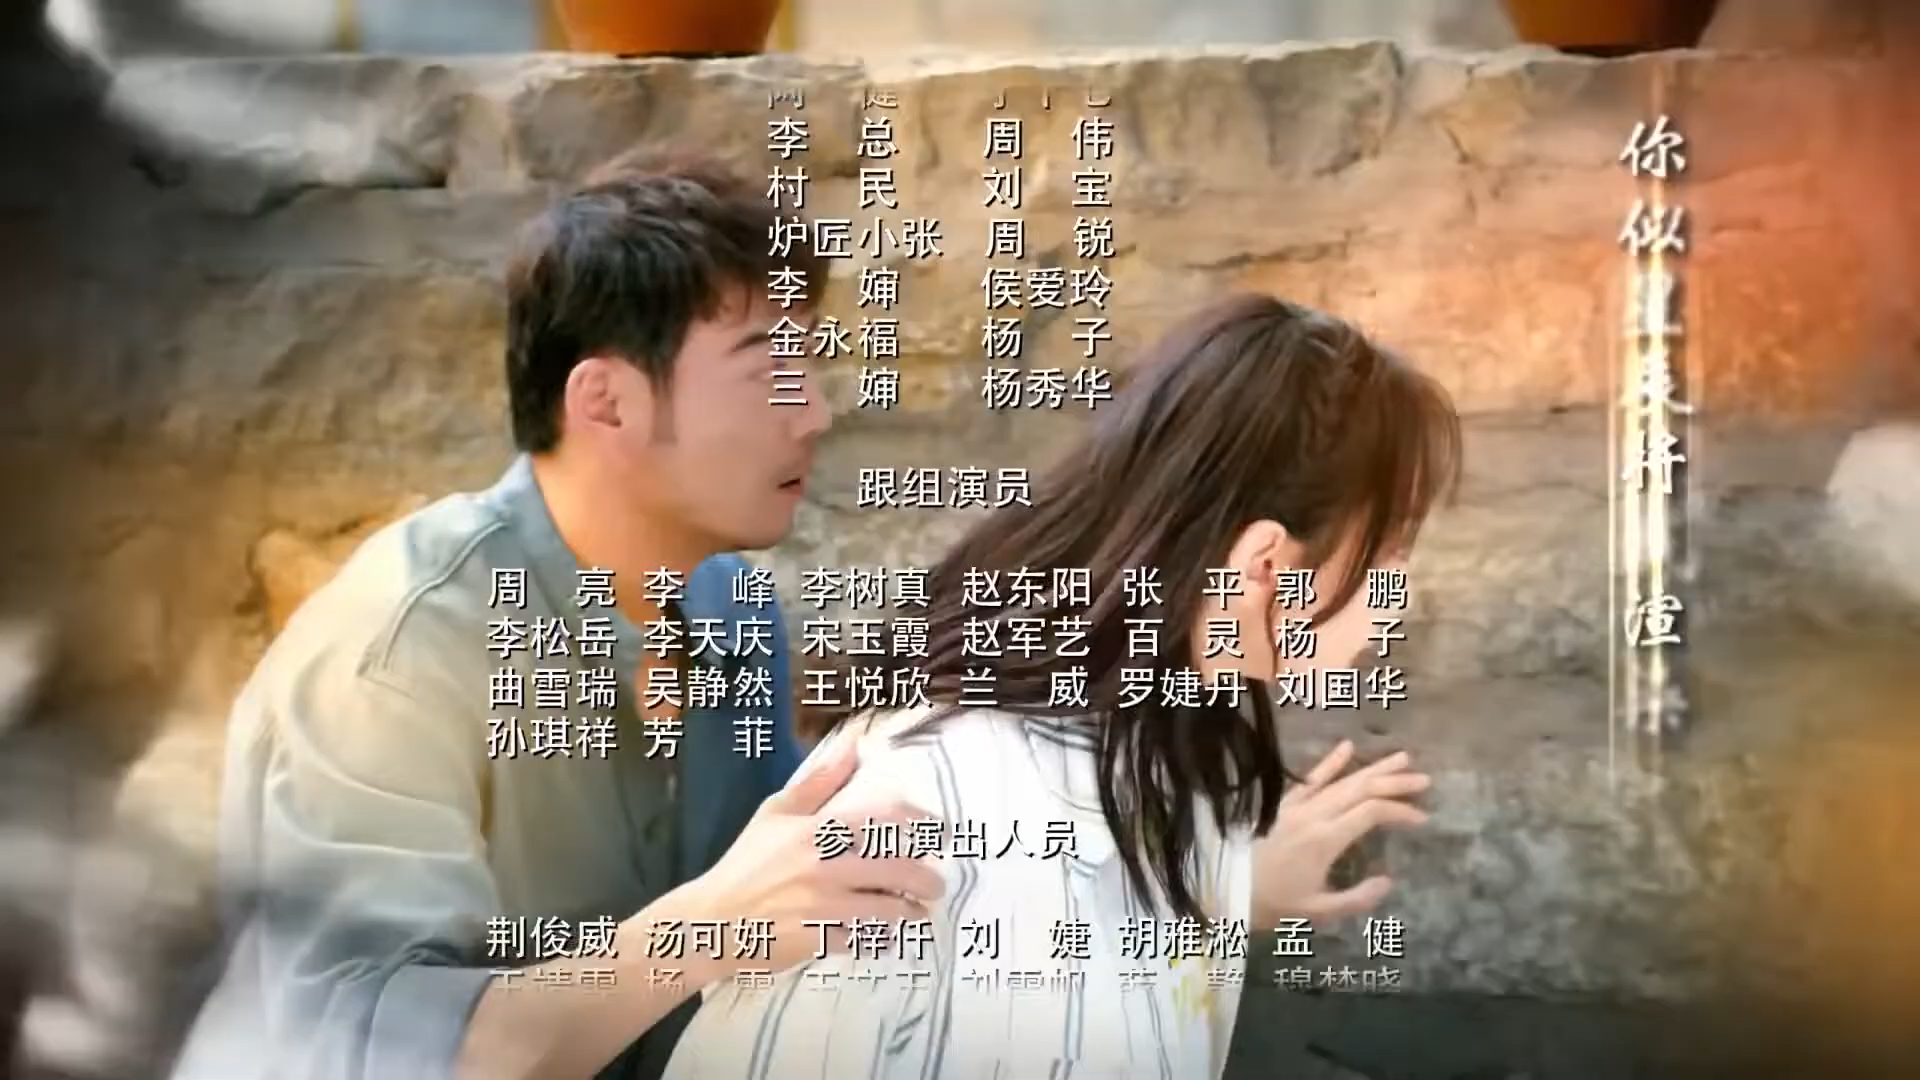 李总 周伟
村民 刘宝
炉匠小张 周锐
李婶 侯爱玲
金永福 杨子
三婶 杨秀华
跟组演员
周亮 李峰 李树真 赵东阳 张平 郭鹏
李松岳 李天庆 宋玉霞 赵军艺 百灵 杨子
曲雪瑞 吴静然 王悦欣 兰威 罗婕丹 刘国华
孙琪祥 芳菲
参加演出人员
荆俊威 汤可妍 丁梓仟 刘婕 胡雅淞 孟健
你似